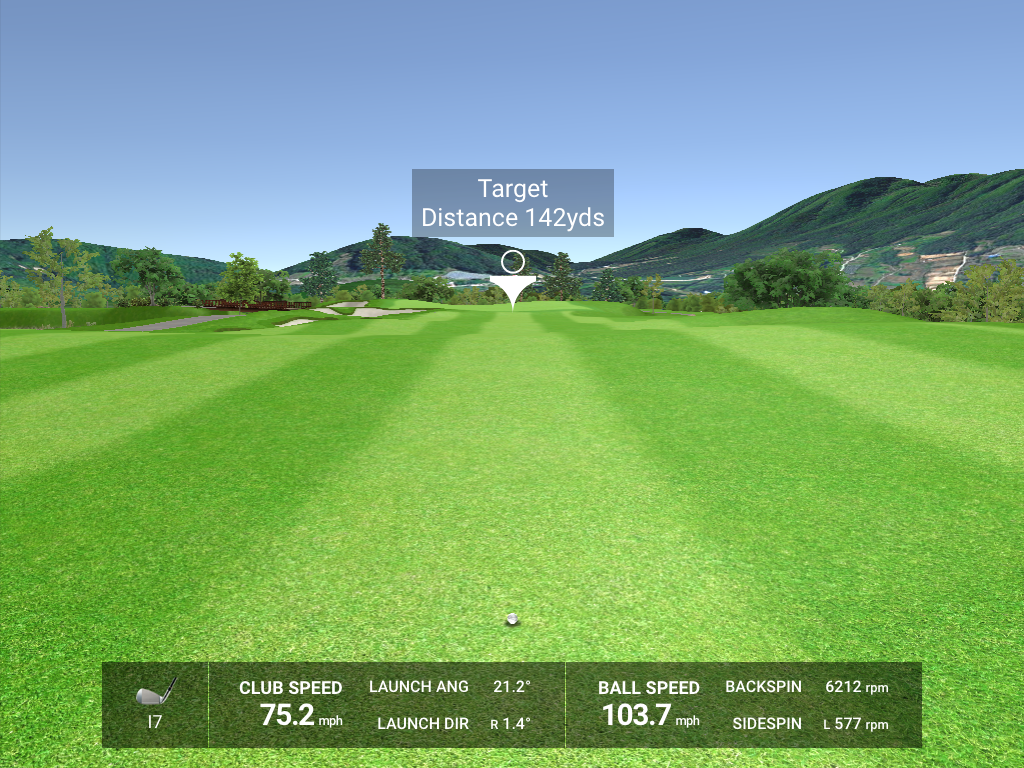 Target
Distance 142yds
I7
CLUB SPEED
75.2 mph
LAUNCH ANG 21.2°
LAUNCH DIR R 1.4°
BALL SPEED
103.7 mph
BACKSPIN 6212 rpm
SIDESPIN L 577 rpm